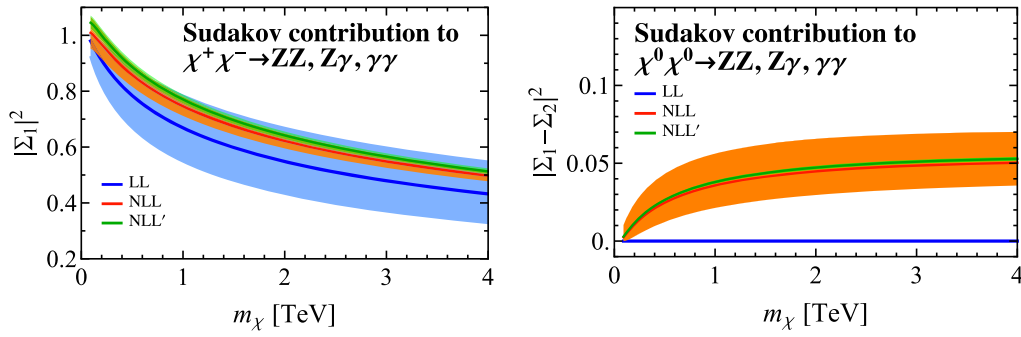 Sudakov contribution to
χ⁺χ⁻→ZZ, Zγ, γγ
|Σ₁|²
1.
0.8
0.6
0.4
0.2
LL
NLL
NLL′
0
1
2
3
4
mχ [TeV]
Sudakov contribution to
χ⁰χ⁰→ZZ, Zγ, γγ
|Σ₁−Σ₂|²
LL
NLL
NLL′
0.1
0.05
0.
0
1
2
3
4
mχ [TeV]